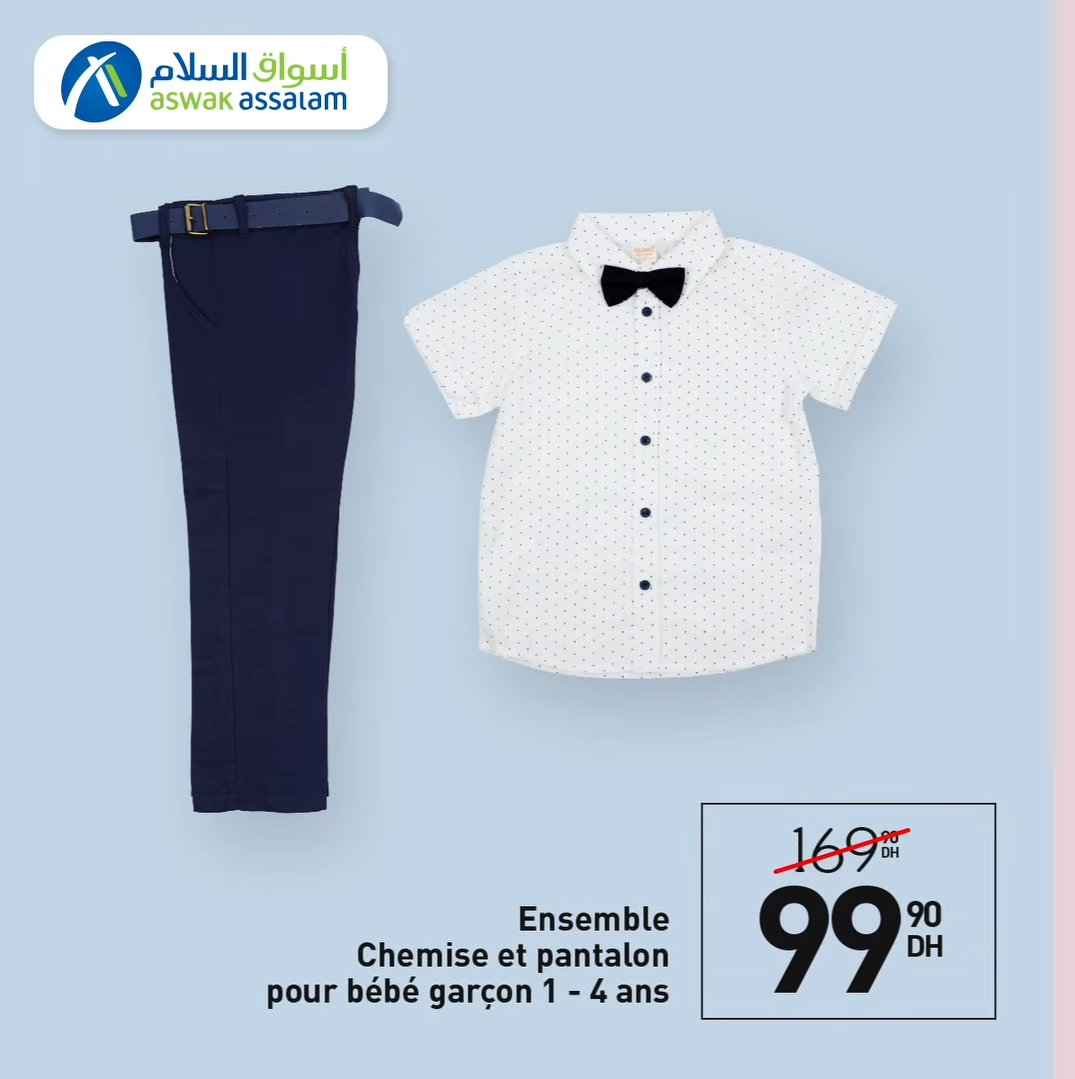 أسواق السلام
aswak assalam
169 90 DH
99 90 DH
Ensemble
Chemise et pantalon
pour bébé garçon 1 - 4 ans